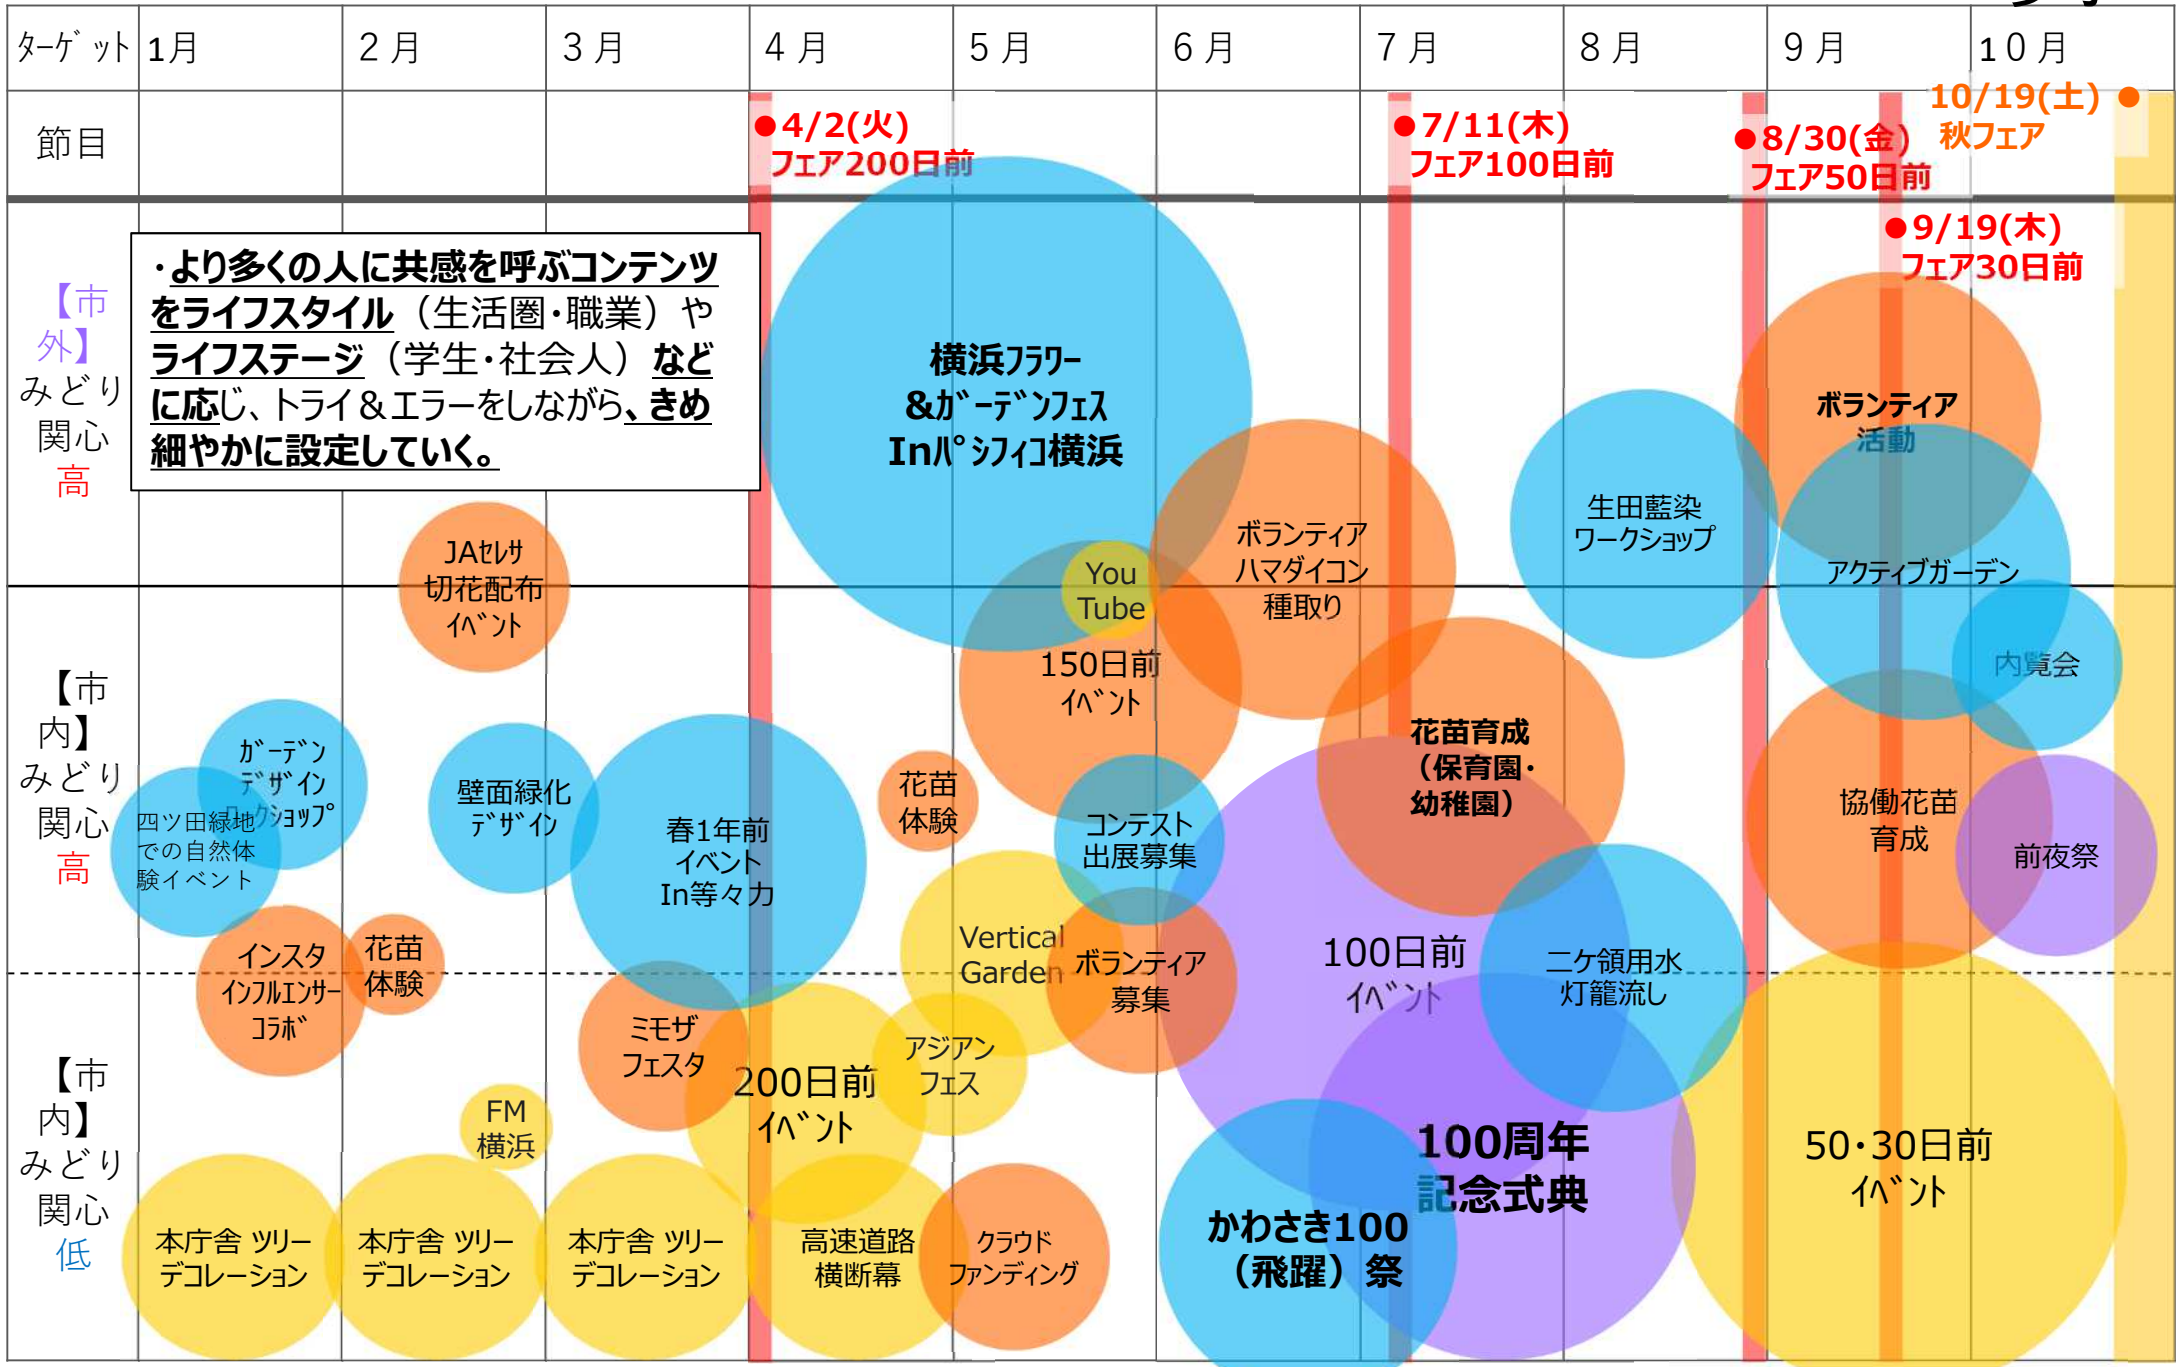 ターゲット 1月 2月 3月 4月 5月 6月 7月 8月 9月 10月
節目
4/2(火)
フェア200日前
7/11(木)
フェア100日前
8/30(金)
フェア50日前
10/19(土)
秋フェア
9/19(木)
フェア30日前
【市
外】
みどり
関心
高
・より多くの人に共感を呼ぶコンテンツ
をライフスタイル（生活圏・職業）や
ライフステージ（学生・社会人）など
に応じ、トライ＆エラーをしながら、きめ
細やかに設定していく。
横浜フラワー
&ガーデンフェス
Inパシフィコ横浜
ボランティア
活動
生田藍染
ワークショップ
JAセレサ
切花配布
イベント
You
Tube
ボランティア
ハマダイコン
種取り
アクティブガーデン
【市
内】
みどり
関心
高
150日前
イベント
内覧会
ガーデン
デザイン
ワークショップ
四ツ田緑地
での自然体
験イベント
壁面緑化
デザイン
春1年前
イベント
In等々力
花苗
体験
コンテスト
出展募集
花苗育成
（保育園・
幼稚園）
協働花苗
育成
前夜祭
インスタ
インフルエンサー
コラボ
花苗
体験
Vertical
Garden
ボランティア
募集
100日前
イベント
二ケ領用水
灯籠流し
【市
内】
みどり
関心
低
ミモザ
フェスタ
200日前
イベント
アジアン
フェス
FM
横浜
100周年
記念式典
50・30日前
イベント
本庁舎 ツリー
デコレーション
本庁舎 ツリー
デコレーション
本庁舎 ツリー
デコレーション
高速道路
横断幕
クラウド
ファンディング
かわさき100
（飛躍）祭